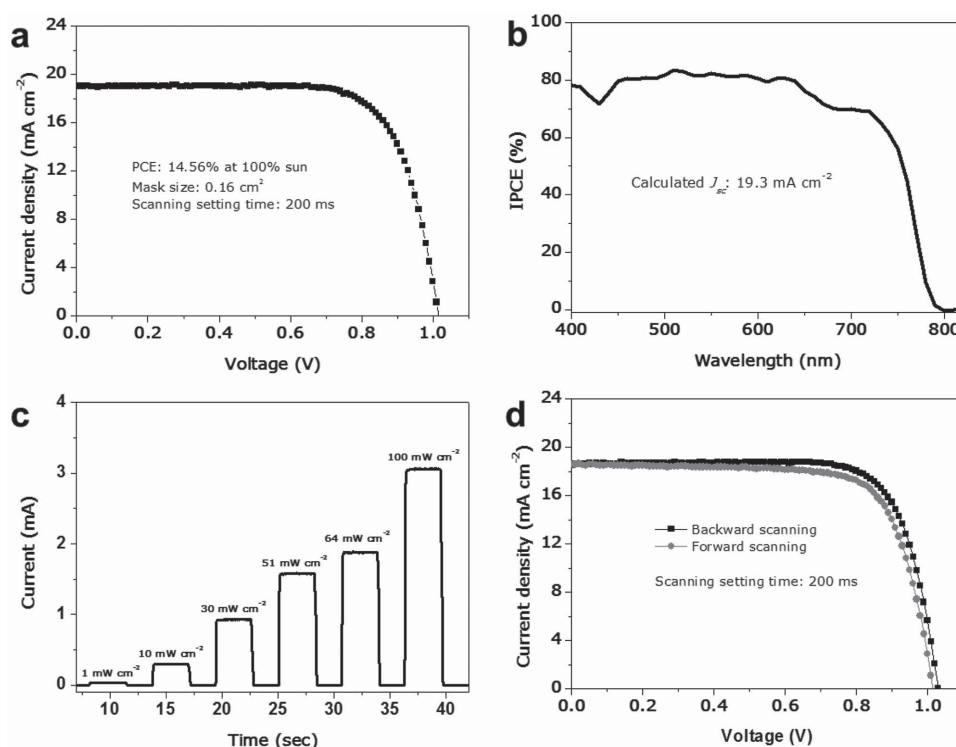 a
24
20
16
12
8
4
0
Current density (mA cm⁻²)
PCE: 14.56% at 100% sun
Mask size: 0.16 cm²
Scanning setting time: 200 ms
0.0 0.2 0.4 0.6 0.8 1.0
Voltage (V)
b
100
80
60
40
20
0
IPCE (%)
Calculated Jsc: 19.3 mA cm⁻²
400 500 600 700 800
Wavelength (nm)
c
4
3
2
1
0
Current (mA)
100 mW cm⁻²
64 mW cm⁻²
51 mW cm⁻²
30 mW cm⁻²
10 mW cm⁻²
1 mW cm⁻²
10 15 20 25 30 35 40
Time (sec)
d
24
20
16
12
8
4
0
Current density (mA cm⁻²)
Backward scanning
Forward scanning
Scanning setting time: 200 ms
0.0 0.2 0.4 0.6 0.8 1.0
Voltage (V)